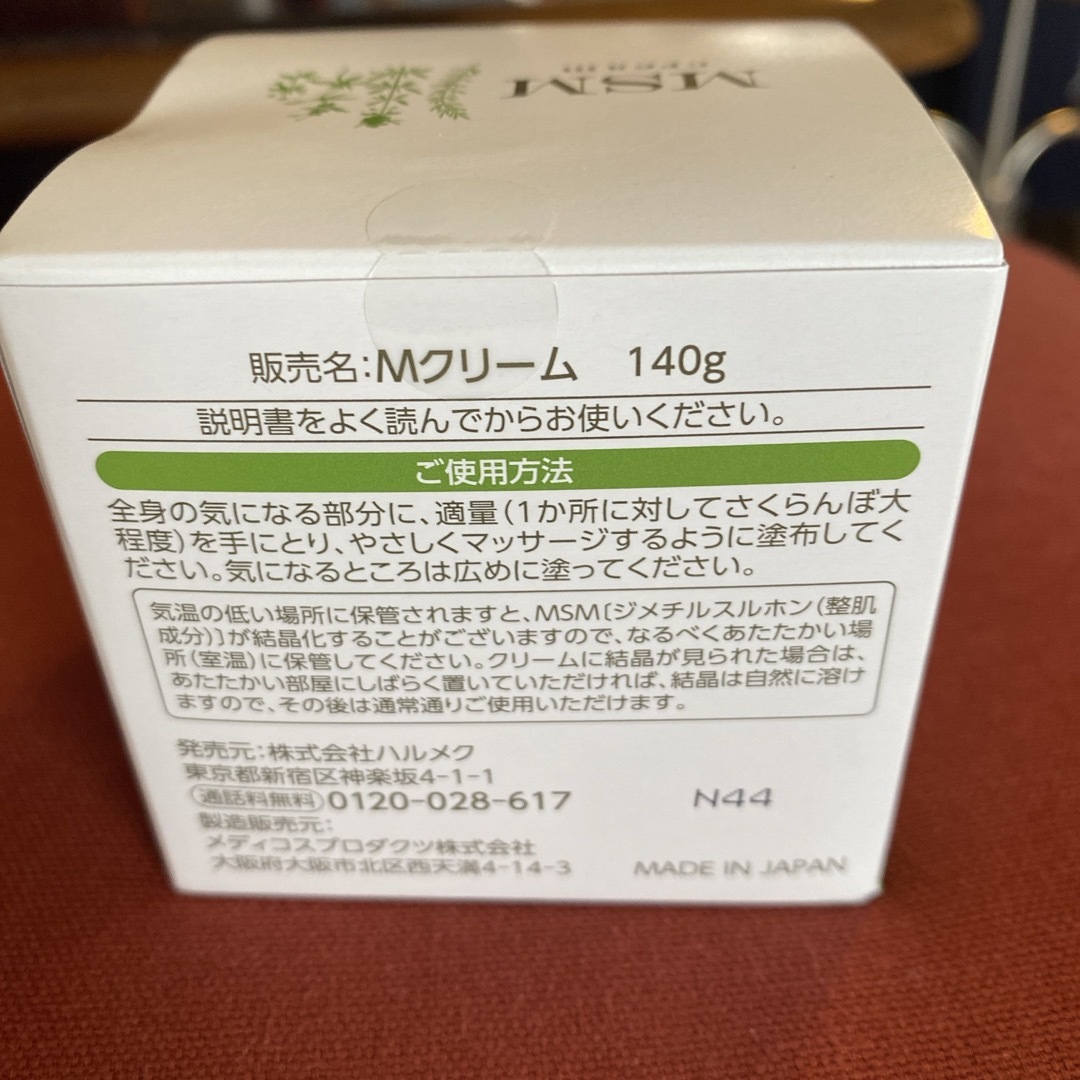 MSM
cream
販売名:Mクリーム 140g
説明書をよく読んでからお使いください。
ご使用方法
全身の気になる部分に、適量(1か所に対してさくらんぼ大
程度)を手にとり、やさしくマッサージするように塗布してく
ださい。気になるところは広めに塗ってください。
気温の低い場所に保管されますと、MSM〔ジメチルスルホン(整肌
成分)〕が結晶化することがございますので、なるべくあたたかい場
所(室温)に保管してください。クリームに結晶が見られた場合は、
あたたかい部屋にしばらく置いていただければ、結晶は自然に溶け
ますので、その後は通常通りご使用いただけます。
発売元:株式会社ハルメク
東京都新宿区神楽坂4-1-1
通話料無料 0120-028-617
N44
製造販売元:
メディコスプロダクツ株式会社
大阪府大阪市北区西天満4-14-3
MADE IN JAPAN